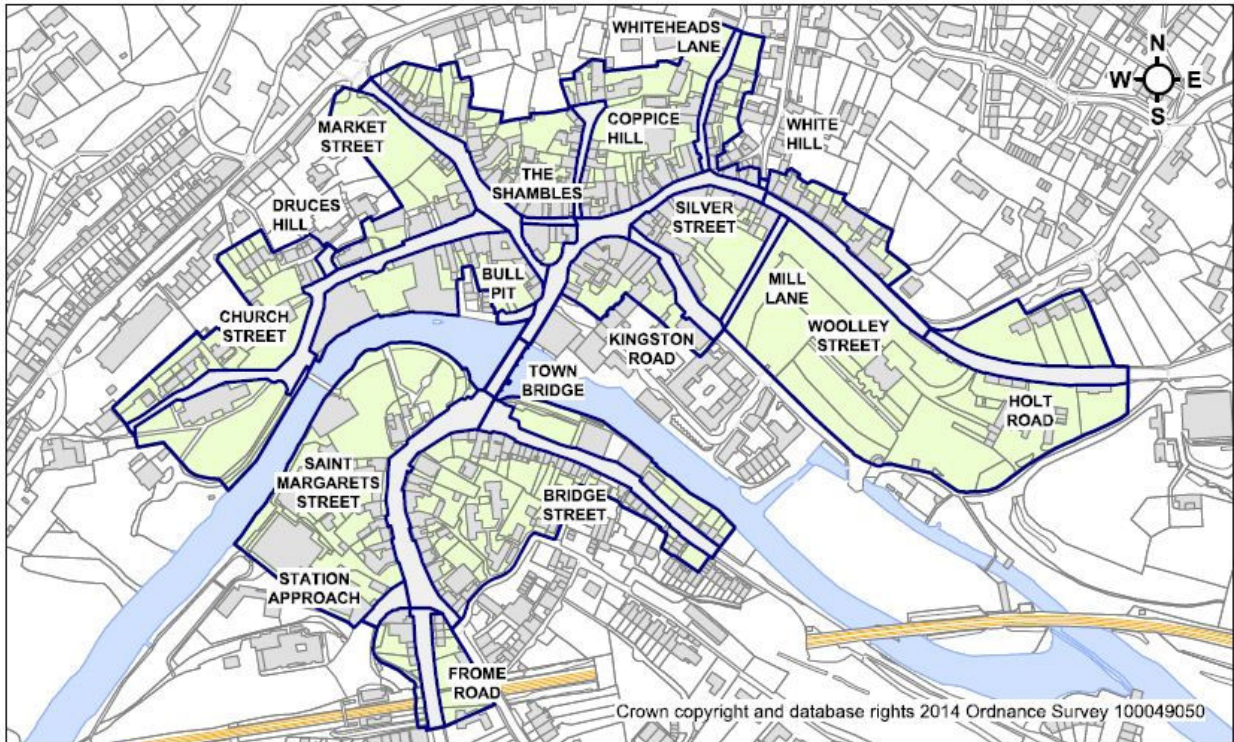 WHITEHEADS
LANE
N
W E
S
MARKET
STREET
COPPICE
HILL
WHITE
HILL
THE
SHAMBLES
DRUCES
HILL
SILVER
STREET
BULL
PIT
MILL
LANE
CHURCH
STREET
WOOLLEY
STREET
KINGSTON
ROAD
TOWN
BRIDGE
HOLT
ROAD
SAINT
MARGARETS
STREET
BRIDGE
STREET
STATION
APPROACH
FROME
ROAD
Crown copyright and database rights 2014 Ordnance Survey 100049050